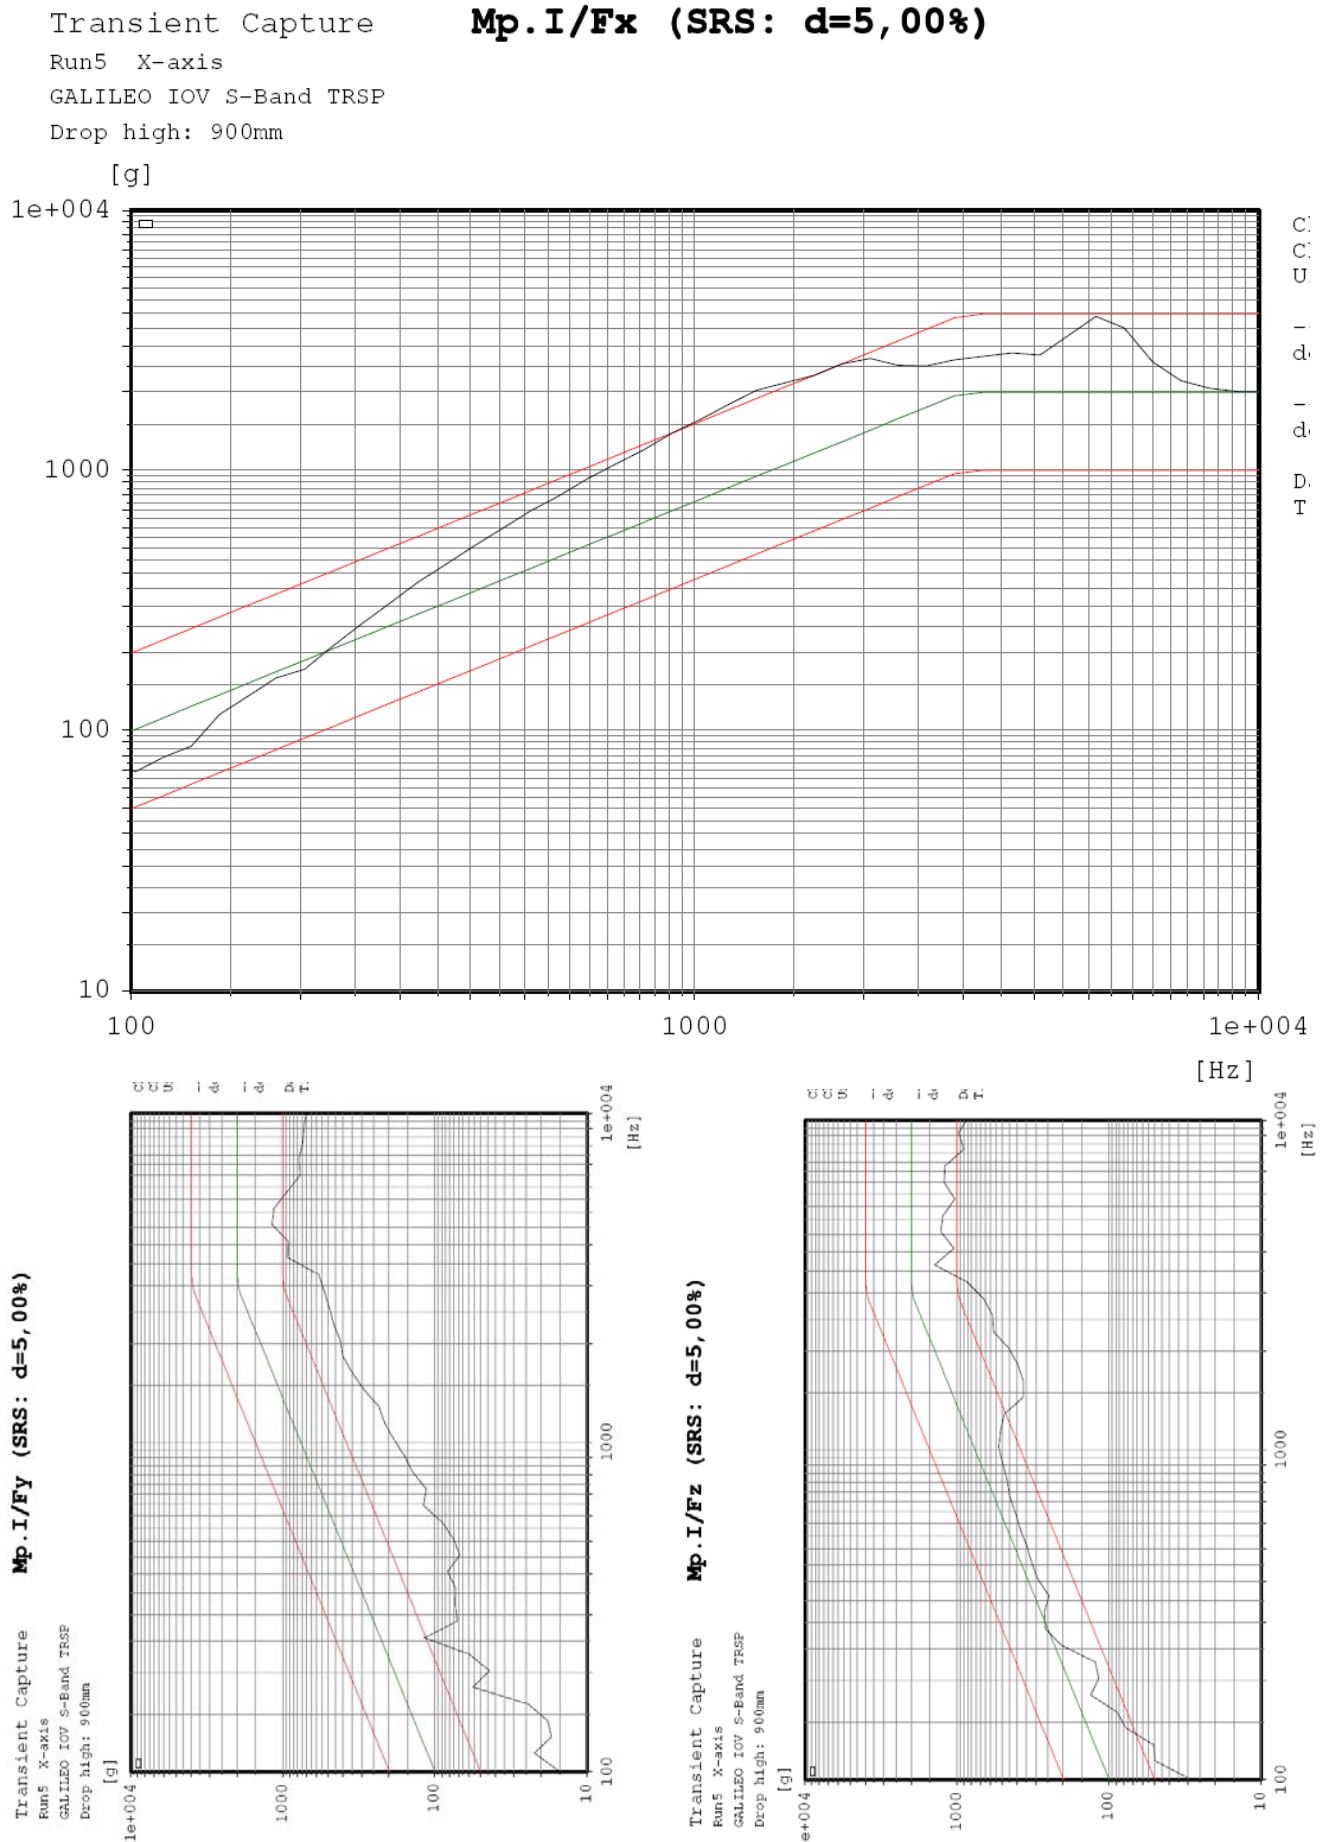 Transient Capture Mp.I/Fx (SRS: d=5,00%)
Run5 X-axis
GALILEO IOV S-Band TRSP
Drop high: 900mm
[g]
1e+004
1000
100
10
100 1000 1e+004
[Hz]
C
C
U
d
d
D
T
Transient Capture Mp.I/Fy (SRS: d=5,00%)
Run5 X-axis
GALILEO IOV S-Band TRSP
Drop high: 900mm
[g]
1e+004
1000
100
10
100 1000 1e+004
[Hz]
Transient Capture Mp.I/Fz (SRS: d=5,00%)
Run5 X-axis
GALILEO IOV S-Band TRSP
Drop high: 900mm
[g]
e+004
1000
100
10
100 1000 1e+004
[Hz]